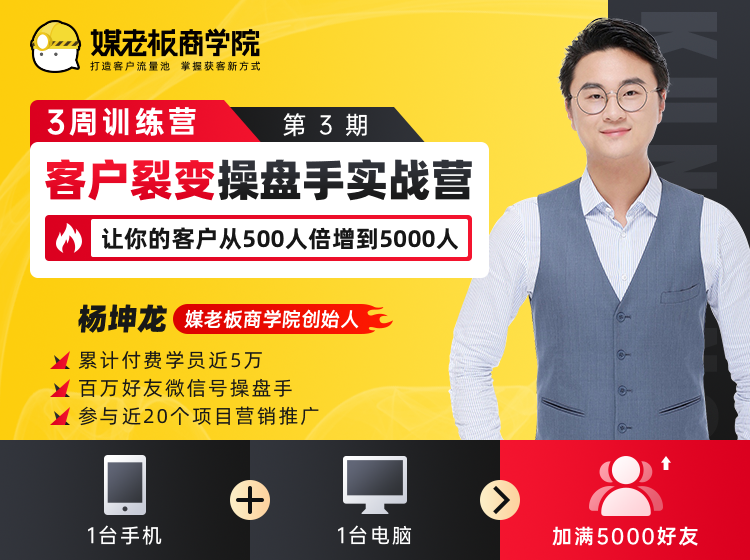 媒老板商学院
打造客户流量池 掌握获客新方式
3周训练营
第 3 期
客户裂变操盘手实战营
让你的客户从500人倍增到5000人
杨坤龙 媒老板商学院创始人
累计付费学员近5万
百万好友微信号操盘手
参与近20个项目营销推广
1台手机
1台电脑
加满5000好友